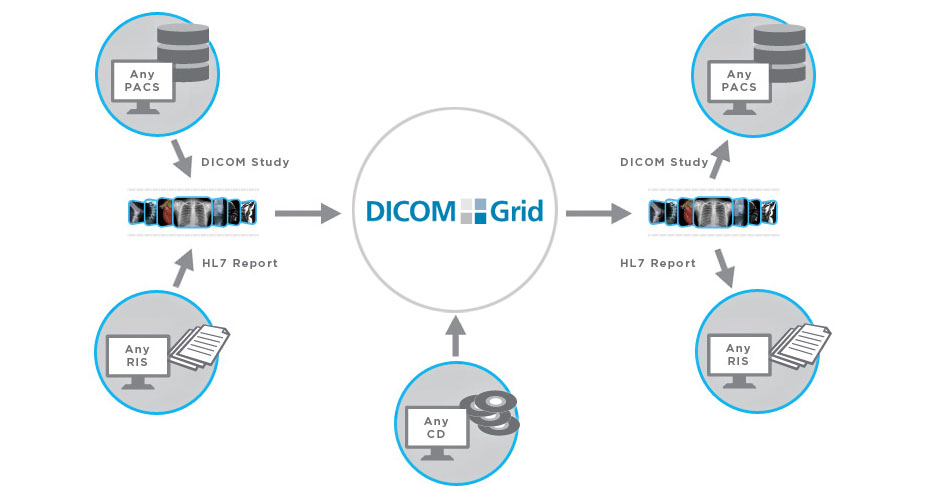 Any
PACS
Any
PACS
DICOM Study
DICOM Study
DICOM Grid
HL7 Report
HL7 Report
Any
RIS
Any
RIS
Any
CD